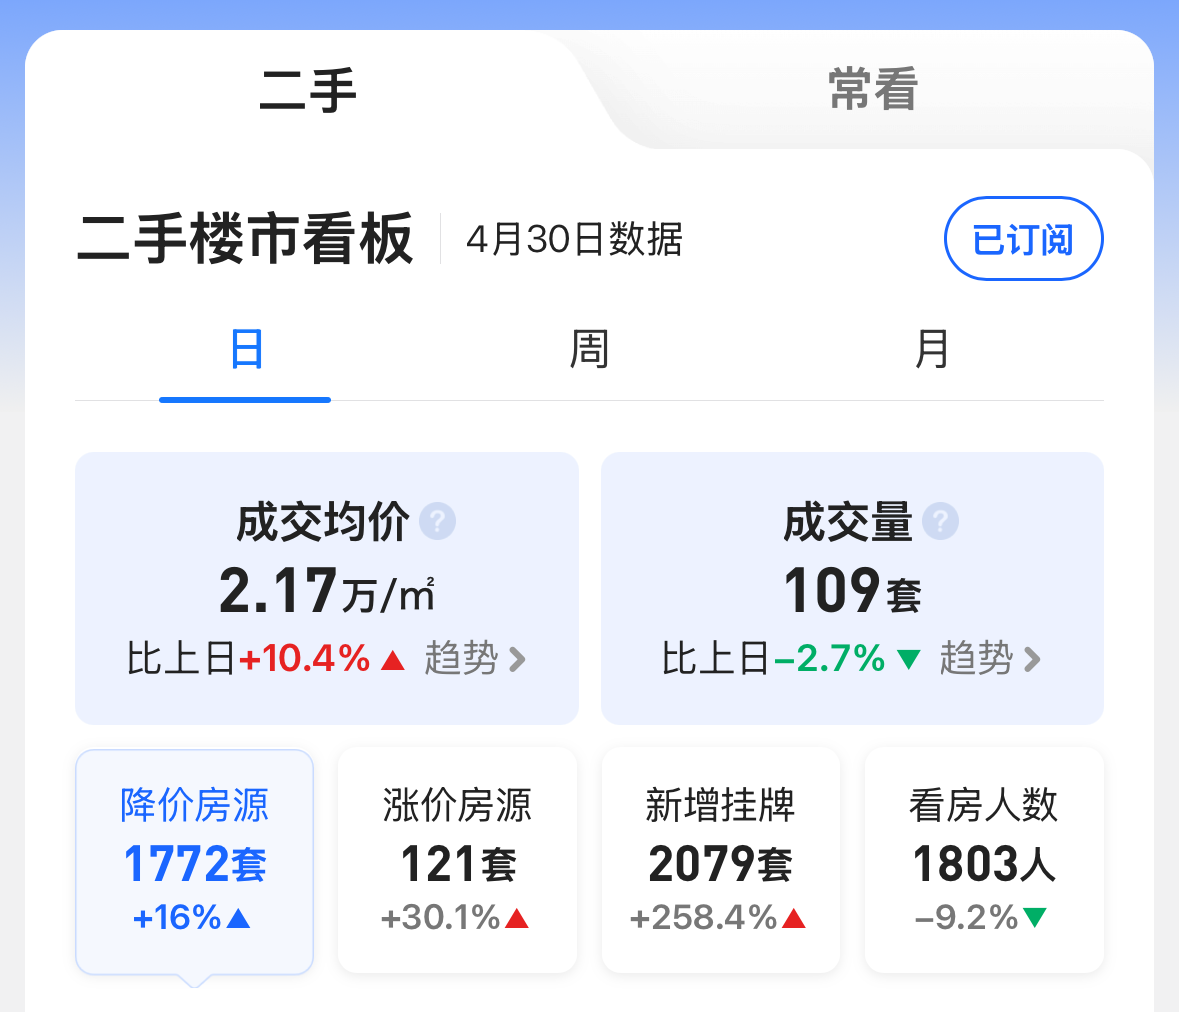 二手
常看
二手楼市看板
4月30日数据
已订阅
日
周
月
成交均价 ?
2.17万/㎡
比上日+10.4%▲ 趋势 >
成交量 ?
109套
比上日-2.7%▼ 趋势 >
降价房源
1772套
+16%▲
涨价房源
121套
+30.1%▲
新增挂牌
2079套
+258.4%▲
看房人数
1803人
-9.2%▼